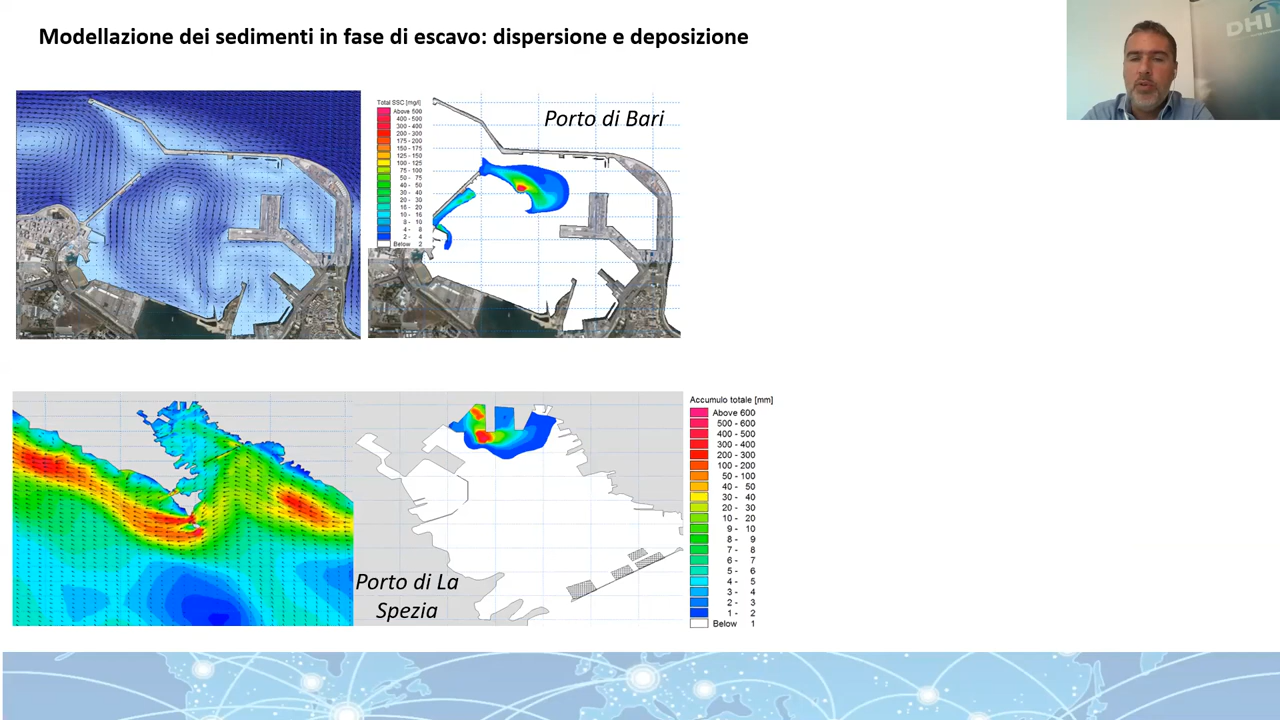 Modellazione dei sedimenti in fase di escavo: dispersione e deposizione
DHI
Total SSC [mg/l]
Above 500
400 - 500
300 - 400
200 - 300
175 - 200
150 - 175
125 - 150
100 - 125
75 - 100
50 - 75
40 - 50
30 - 40
20 - 30
16 - 20
10 - 16
8 - 10
4 - 8
2 - 4
Below 2
Porto di Bari
Porto di La
Spezia
Accumulo totale [mm]
Above 600
500 - 600
400 - 500
300 - 400
200 - 300
100 - 200
50 - 100
40 - 50
30 - 40
20 - 30
10 - 20
9 - 10
8 - 9
7 - 8
6 - 7
5 - 6
4 - 5
3 - 4
2 - 3
1 - 2
Below 1